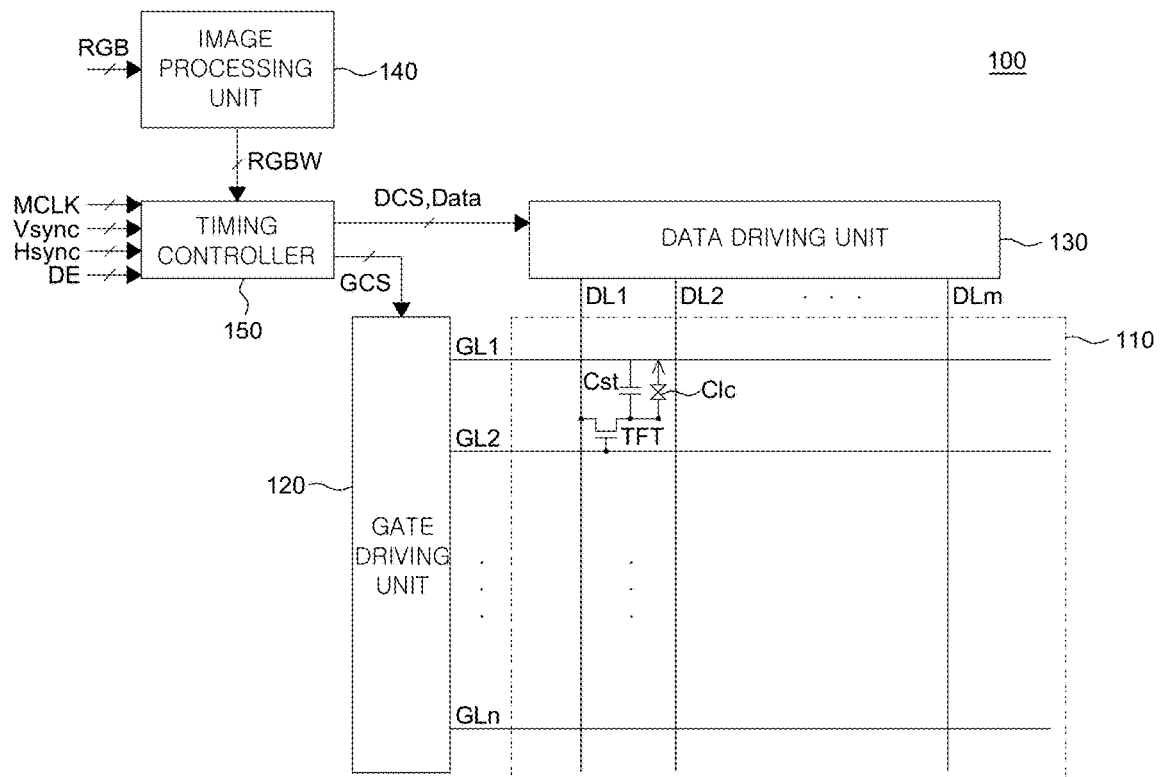 RGB
IMAGE
PROCESSING
UNIT
140
100
RGBW
MCLK
Vsync
Hsync
DE
TIMING
CONTROLLER
150
DCS,Data
GCS
DATA DRIVING UNIT
130
DL1
DL2
. . .
DLm
110
GL1
Cst
Clc
TFT
GL2
120
GATE
DRIVING
UNIT
GLn